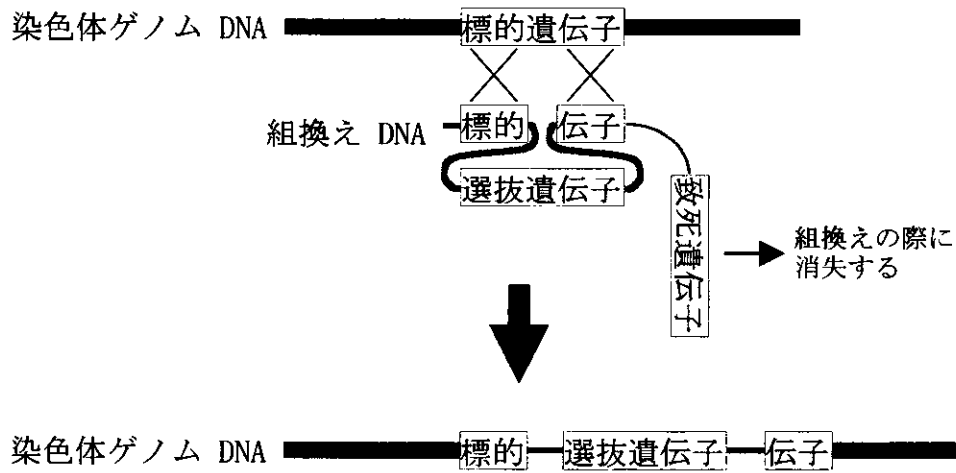 染色体ゲノム DNA
標的遺伝子
組換え DNA
標的
伝子
選抜遺伝子
致死遺伝子
組換えの際に
消失する
染色体ゲノム DNA
標的
選抜遺伝子
伝子